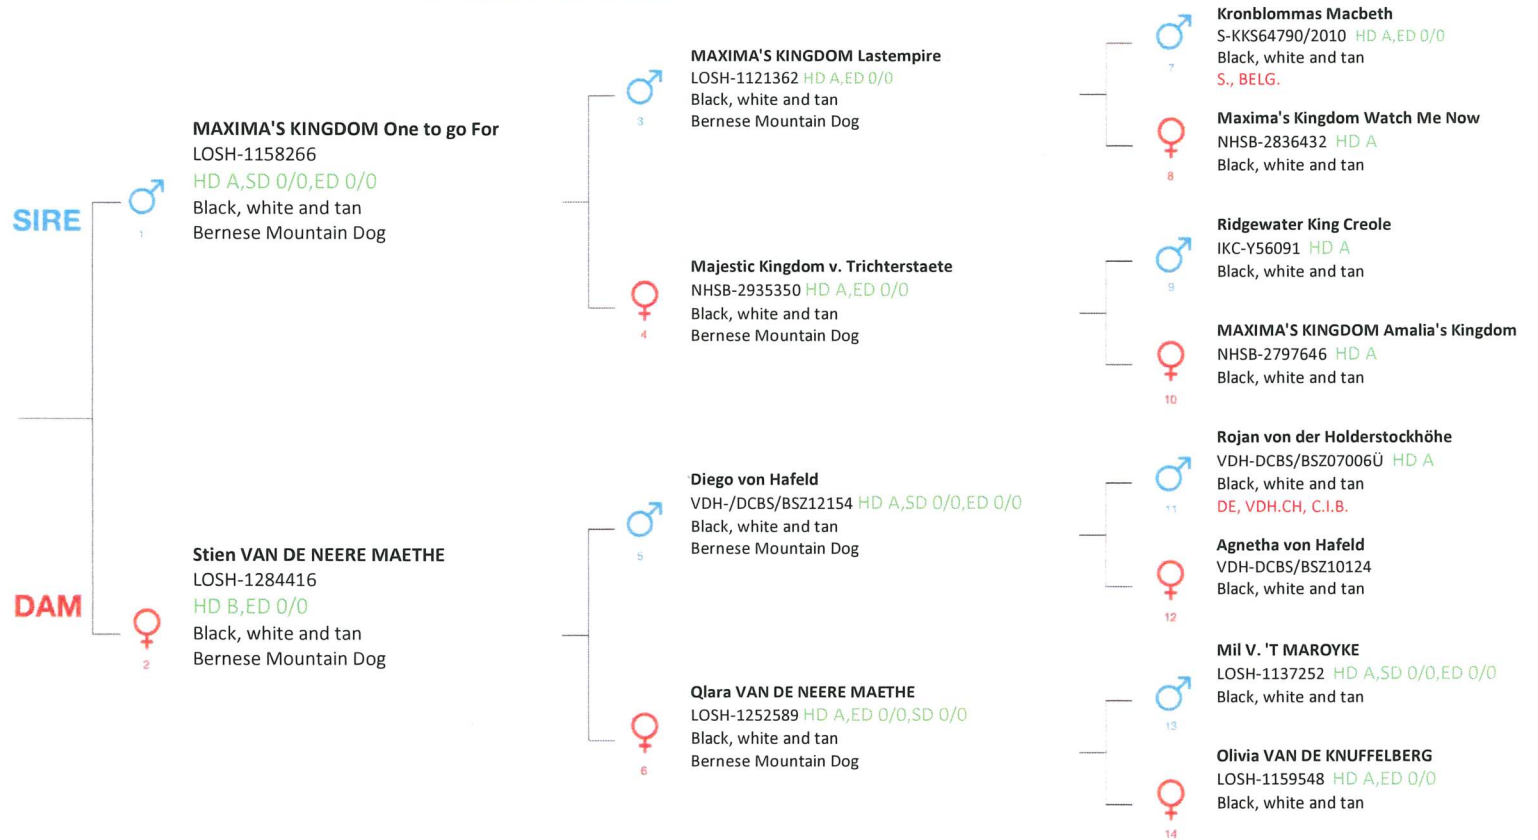 SIRE
1
MAXIMA'S KINGDOM One to go For
LOSH-1158266
HD A,SD 0/0,ED 0/0
Black, white and tan
Bernese Mountain Dog
DAM
2
Stien VAN DE NEERE MAETHE
LOSH-1284416
HD B,ED 0/0
Black, white and tan
Bernese Mountain Dog
3
MAXIMA'S KINGDOM Lastempire
LOSH-1121362 HD A,ED 0/0
Black, white and tan
Bernese Mountain Dog
4
Majestic Kingdom v. Trichterstaete
NHSB-2935350 HD A,ED 0/0
Black, white and tan
Bernese Mountain Dog
5
Diego von Hafeld
VDH-/DCBS/BSZ12154 HD A,SD 0/0,ED 0/0
Black, white and tan
Bernese Mountain Dog
6
Qlara VAN DE NEERE MAETHE
LOSH-1252589 HD A,ED 0/0,SD 0/0
Black, white and tan
Bernese Mountain Dog
7
Kronblommas Macbeth
S-KKS64790/2010 HD A,ED 0/0
Black, white and tan
S., BELG.
8
Maxima's Kingdom Watch Me Now
NHSB-2836432 HD A
Black, white and tan
9
Ridgewater King Creole
IKC-Y56091 HD A
Black, white and tan
10
MAXIMA'S KINGDOM Amalia's Kingdom
NHSB-2797646 HD A
Black, white and tan
11
Rojan von der Holderstockhöhe
VDH-DCBS/BSZ07006Ü HD A
Black, white and tan
DE, VDH.CH, C.I.B.
12
Agnetha von Hafeld
VDH-DCBS/BSZ10124
Black, white and tan
13
Mil V. 'T MAROYKE
LOSH-1137252 HD A,SD 0/0,ED 0/0
Black, white and tan
14
Olivia VAN DE KNUFFELBERG
LOSH-1159548 HD A,ED 0/0
Black, white and tan